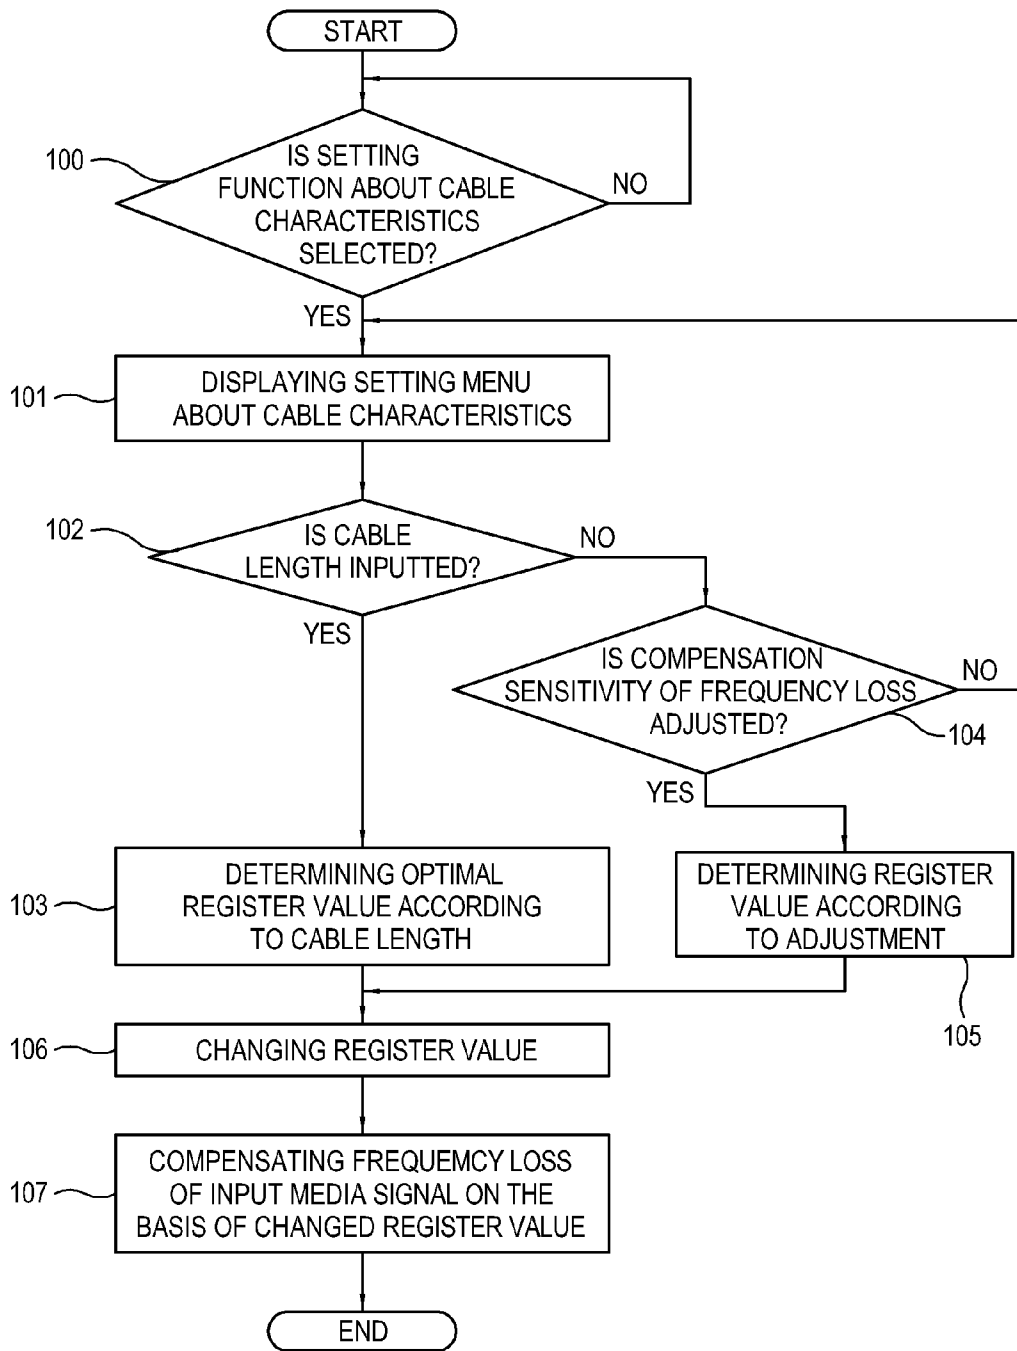 START
100
IS SETTING
FUNCTION ABOUT CABLE
CHARACTERISTICS
SELECTED?
NO
YES
101
DISPLAYING SETTING MENU
ABOUT CABLE CHARACTERISTICS
102
IS CABLE
LENGTH INPUTTED?
NO
YES
IS COMPENSATION
SENSITIVITY OF FREQUENCY LOSS
ADJUSTED?
NO
104
YES
103
DETERMINING OPTIMAL
REGISTER VALUE ACCORDING
TO CABLE LENGTH
DETERMINING REGISTER
VALUE ACCORDING
TO ADJUSTMENT
105
106
CHANGING REGISTER VALUE
107
COMPENSATING FREQUEMCY LOSS
OF INPUT MEDIA SIGNAL ON THE
BASIS OF CHANGED REGISTER VALUE
END